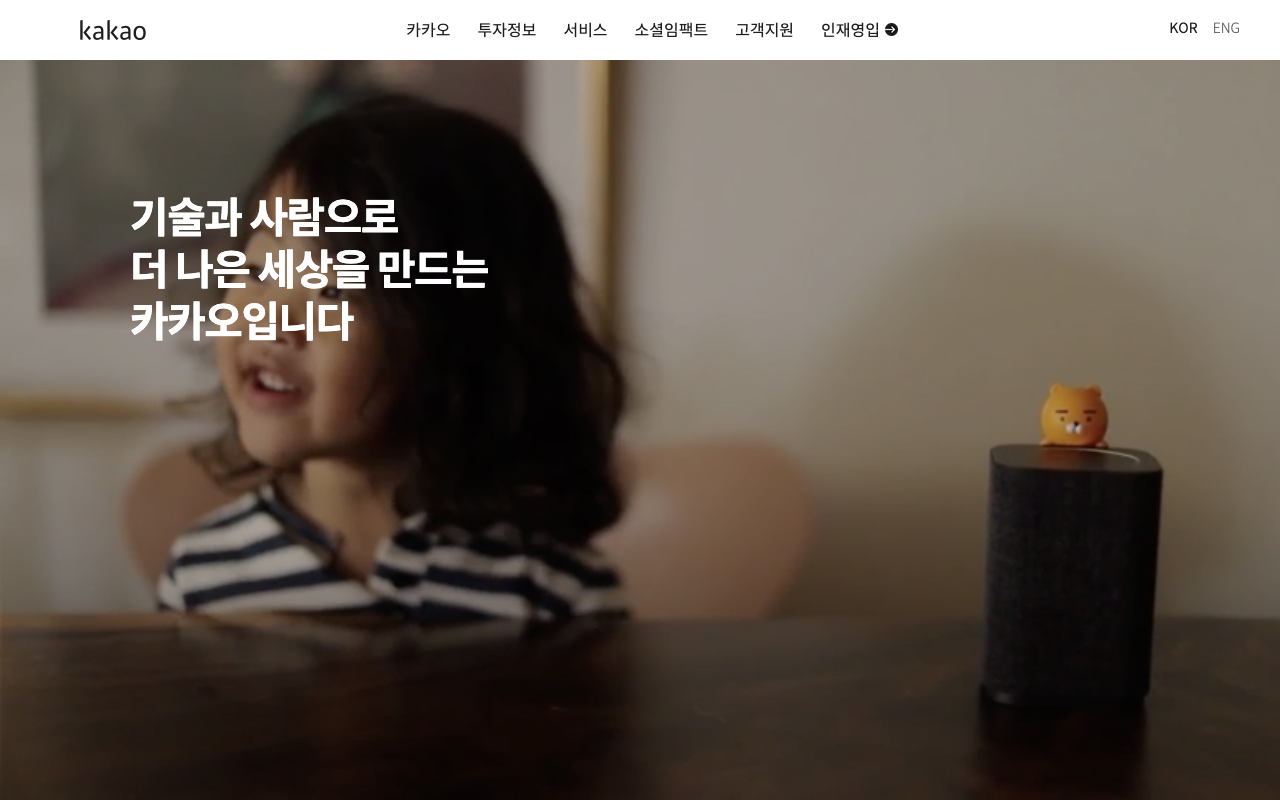 kakao
카카오 투자정보 서비스 소셜임팩트 고객지원 인재영입
KOR ENG
기술과 사람으로
더 나은 세상을 만드는
카카오입니다